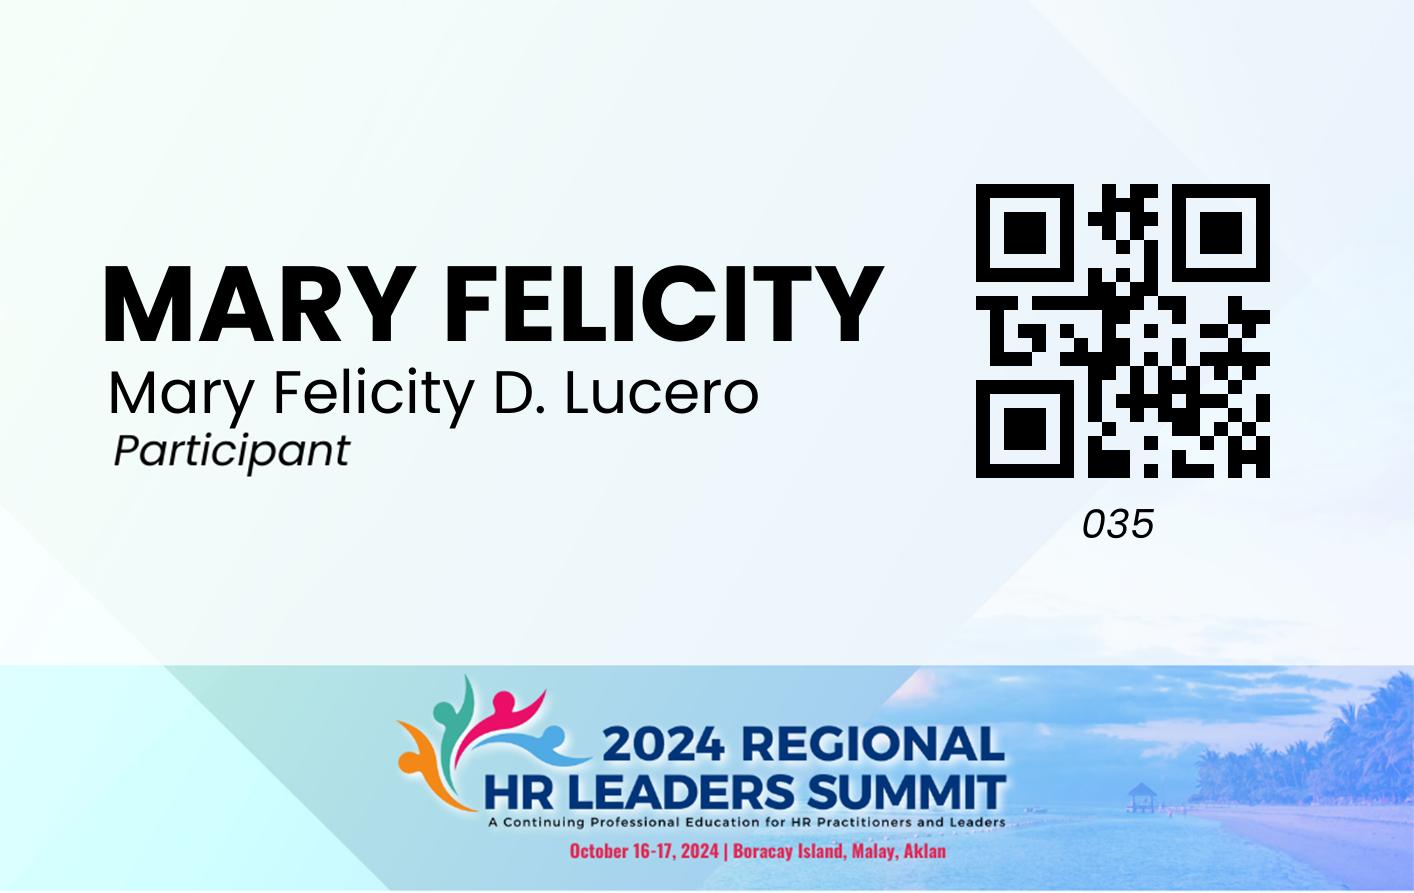 MARY FELICITY
Mary Felicity D. Lucero
Participant
035
2024 REGIONAL
HR LEADERS SUMMIT
A Continuing Professional Education for HR Practitioners and Leaders
October 16-17, 2024 | Boracay Island, Malay, Aklan